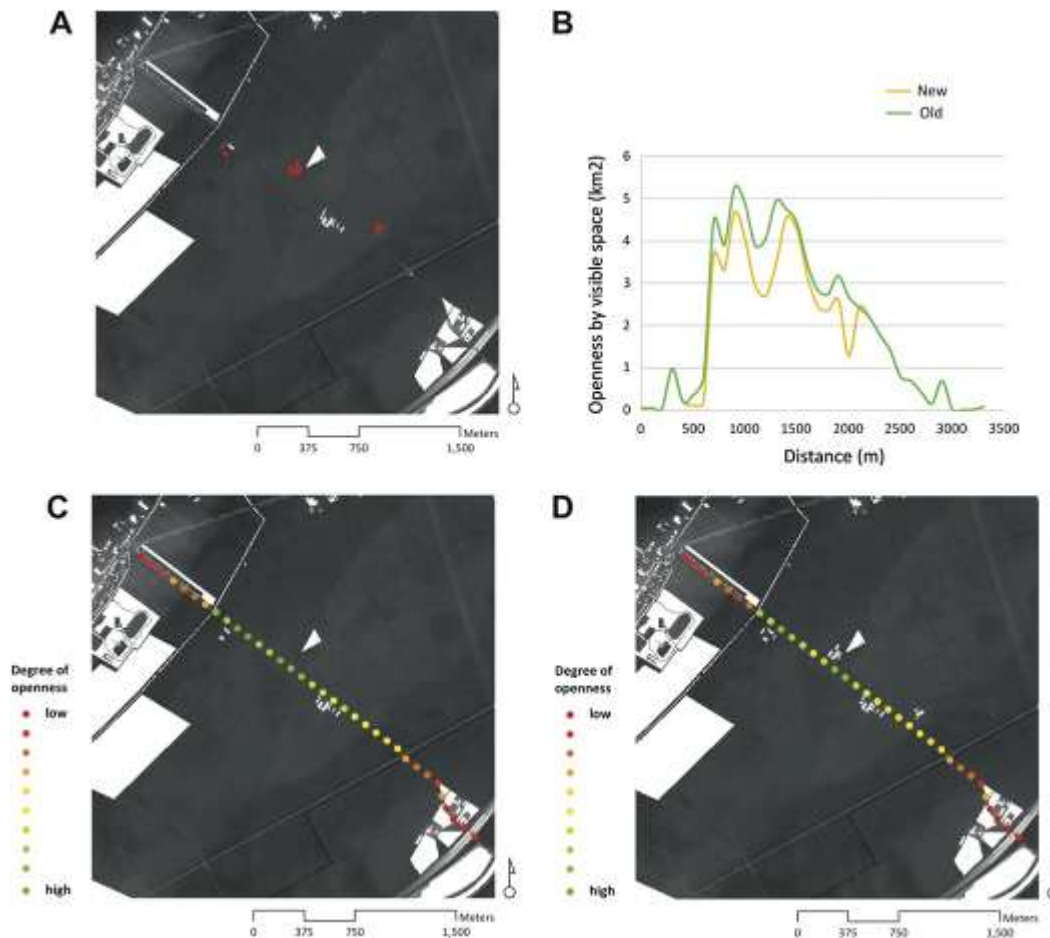 A
Meters
0 375 750 1,500
B
New
Old
Openness by visible space (km2)
6
5
4
3
2
1
0
0 500 1000 1500 2000 2500 3000 3500
Distance (m)
C
Degree of
openness
low
high
Meters
0 375 750 1,500
D
Degree of
openness
low
high
Meters
0 375 750 1,500